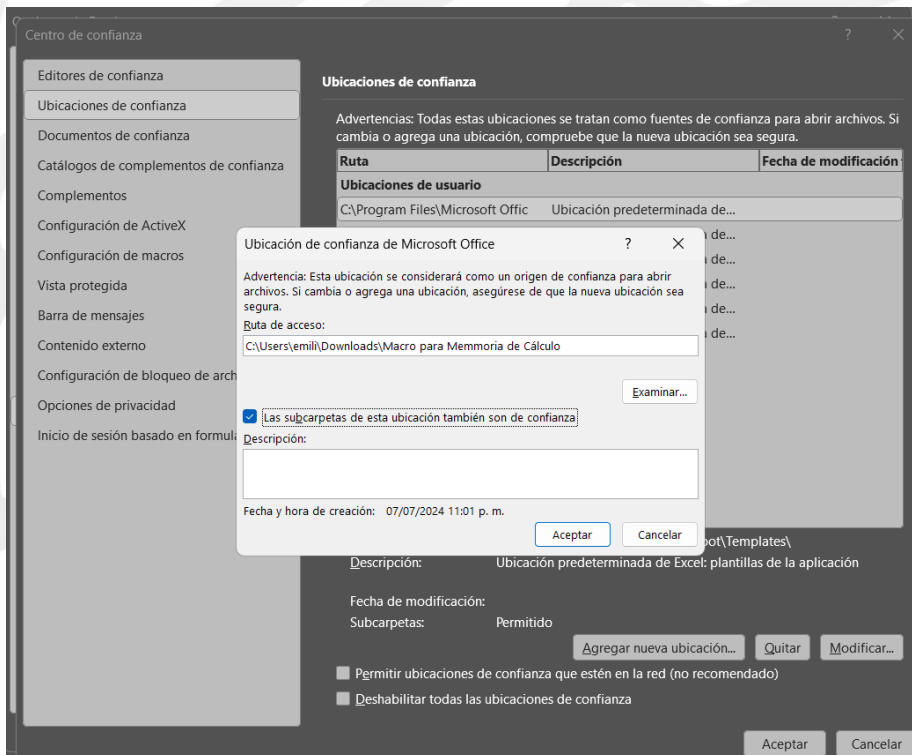 Centro de confianza
Editores de confianza
Ubicaciones de confianza
Documentos de confianza
Catálogos de complementos de confianza
Complementos
Configuración de ActiveX
Configuración de macros
Vista protegida
Barra de mensajes
Contenido externo
Configuración de bloqueo de arch
Opciones de privacidad
Inicio de sesión basado en formula
Ubicaciones de confianza
Advertencias: Todas estas ubicaciones se tratan como fuentes de confianza para abrir archivos. Si
cambia o agrega una ubicación, compruebe que la nueva ubicación sea segura.
Ruta Descripción Fecha de modificación
Ubicaciones de usuario
C:\Program Files\Microsoft Offic Ubicación predeterminada de...
de...
de...
de...
de...
de...
Ubicación de confianza de Microsoft Office ?
Advertencia: Esta ubicación se considerará como un origen de confianza para abrir
archivos. Si cambia o agrega una ubicación, asegúrese de que la nueva ubicación sea
segura.
Ruta de acceso:
C:\Users\emili\Downloads\Macro para Memmoria de Cálculo
Examinar...
Las subcarpetas de esta ubicación también son de confianza
Descripción:
Fecha y hora de creación: 07/07/2024 11:01 p. m.
Aceptar Cancelar
oot\Templates\
Descripción: Ubicación predeterminada de Excel: plantillas de la aplicación
Fecha de modificación:
Subcarpetas: Permitido
Agregar nueva ubicación... Quitar Modificar...
Permitir ubicaciones de confianza que estén en la red (no recomendado)
Deshabilitar todas las ubicaciones de confianza
Aceptar Cancelar